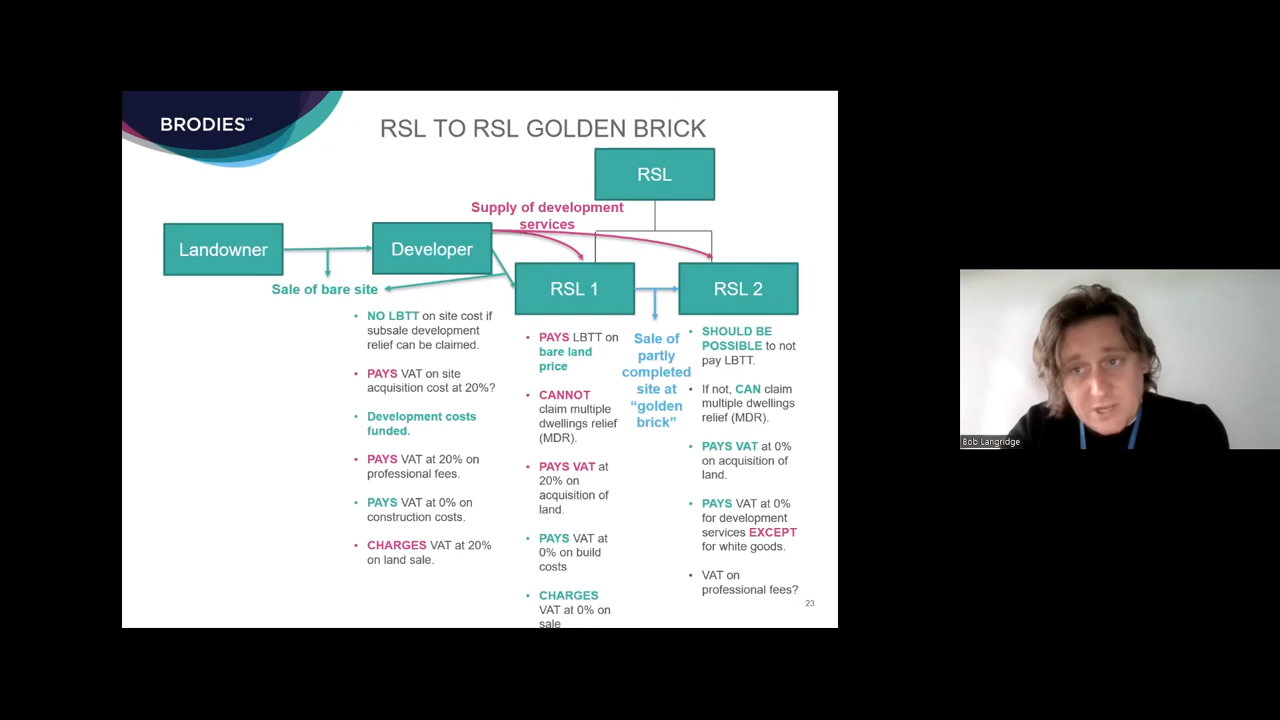 BRODIES LLP
RSL TO RSL GOLDEN BRICK
RSL
Supply of development
services
Landowner
Developer
RSL 1
RSL 2
Sale of bare site
• NO LBTT on site cost if
subsale development
relief can be claimed.
• PAYS VAT on site
acquisition cost at 20%?
• Development costs
funded.
• PAYS VAT at 20% on
professional fees.
• PAYS VAT at 0% on
construction costs.
• CHARGES VAT at 20%
on land sale.
• PAYS LBTT on
bare land
price
• CANNOT
claim multiple
dwellings relief
(MDR).
• PAYS VAT at
20% on
acquisition of
land.
• PAYS VAT at
0% on build
costs
• CHARGES
VAT at 0% on
sale
Sale of
partly
completed
site at
“golden
brick”
• SHOULD BE
POSSIBLE to not
pay LBTT.
• If not, CAN claim
multiple dwellings
relief (MDR).
• PAYS VAT at 0%
on acquisition of
land.
• PAYS VAT at 0%
for development
services EXCEPT
for white goods.
• VAT on
professional fees?
23
Bob Langridge